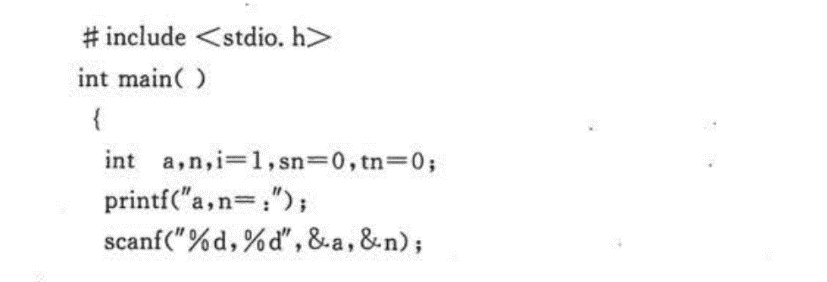 # include <stdio. h>
int main( )
{
int a,n,i=1,sn=0,tn=0;
printf("a,n=:");
scanf("%d,%d",&a,&n);